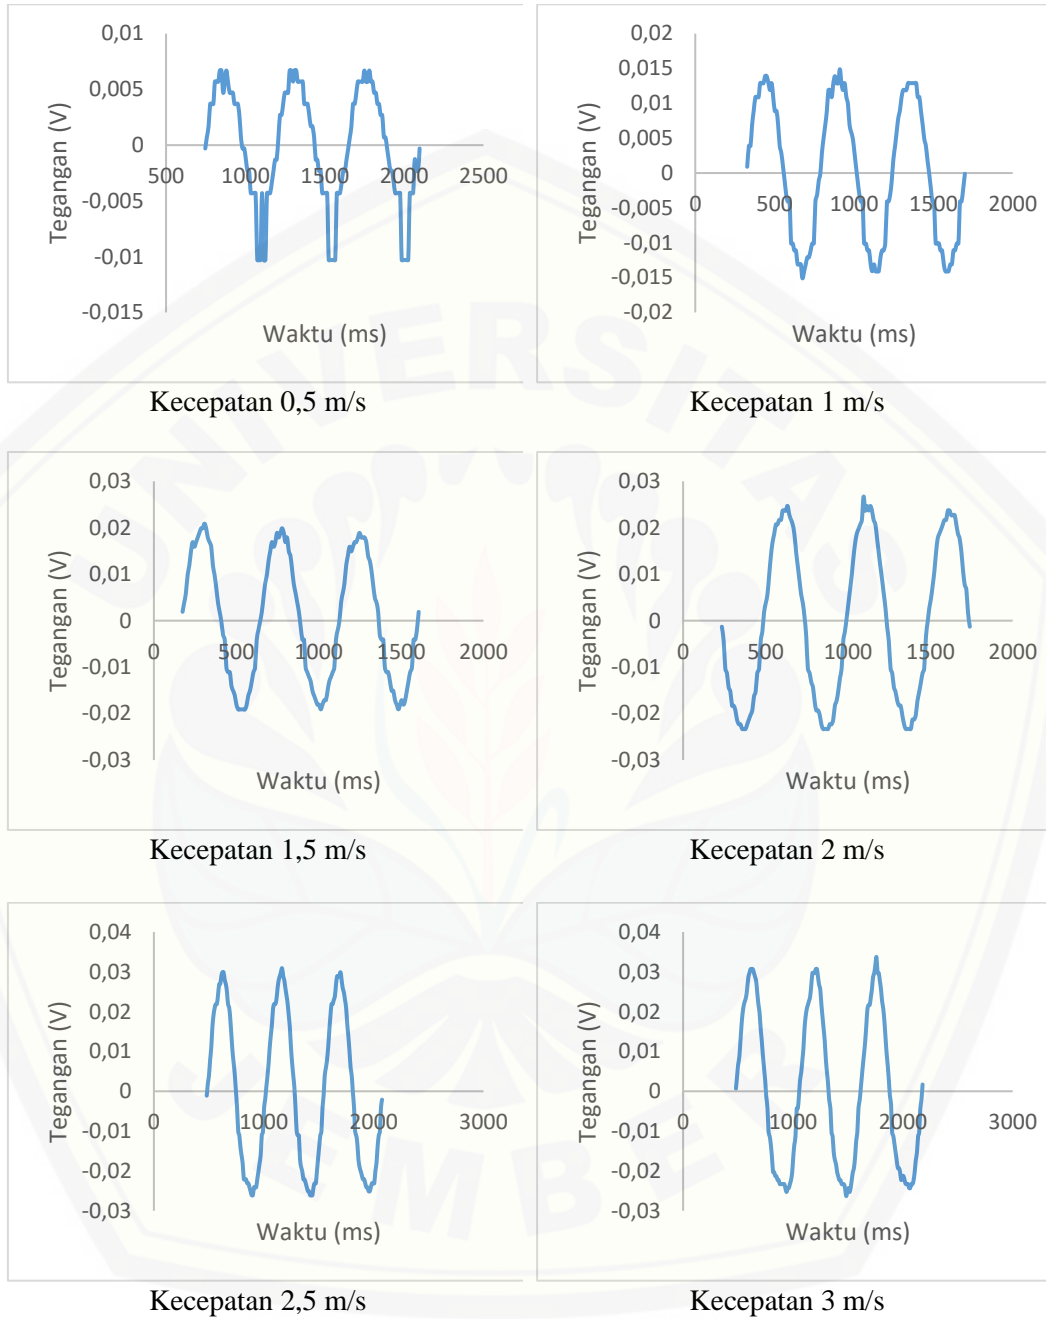 0,01
0,005
0
-0,005
-0,01
-0,015
500 1000 1500 2000 2500
Tegangan (V)
Waktu (ms)
Kecepatan 0,5 m/s
0,02
0,015
0,01
0,005
0
-0,005
-0,01
-0,015
-0,02
0 500 1000 1500 2000
Tegangan (V)
Waktu (ms)
Kecepatan 1 m/s
0,03
0,02
0,01
0
-0,01
-0,02
-0,03
0 500 1000 1500 2000
Tegangan (V)
Waktu (ms)
Kecepatan 1,5 m/s
0,03
0,02
0,01
0
-0,01
-0,02
-0,03
0 500 1000 1500 2000
Tegangan (V)
Waktu (ms)
Kecepatan 2 m/s
0,04
0,03
0,02
0,01
0
-0,01
-0,02
-0,03
0 1000 2000 3000
Tegangan (V)
Waktu (ms)
Kecepatan 2,5 m/s
0,04
0,03
0,02
0,01
0
-0,01
-0,02
-0,03
0 1000 2000 3000
Tegangan (V)
Waktu (ms)
Kecepatan 3 m/s
UNIVERSITAS
JEMBER